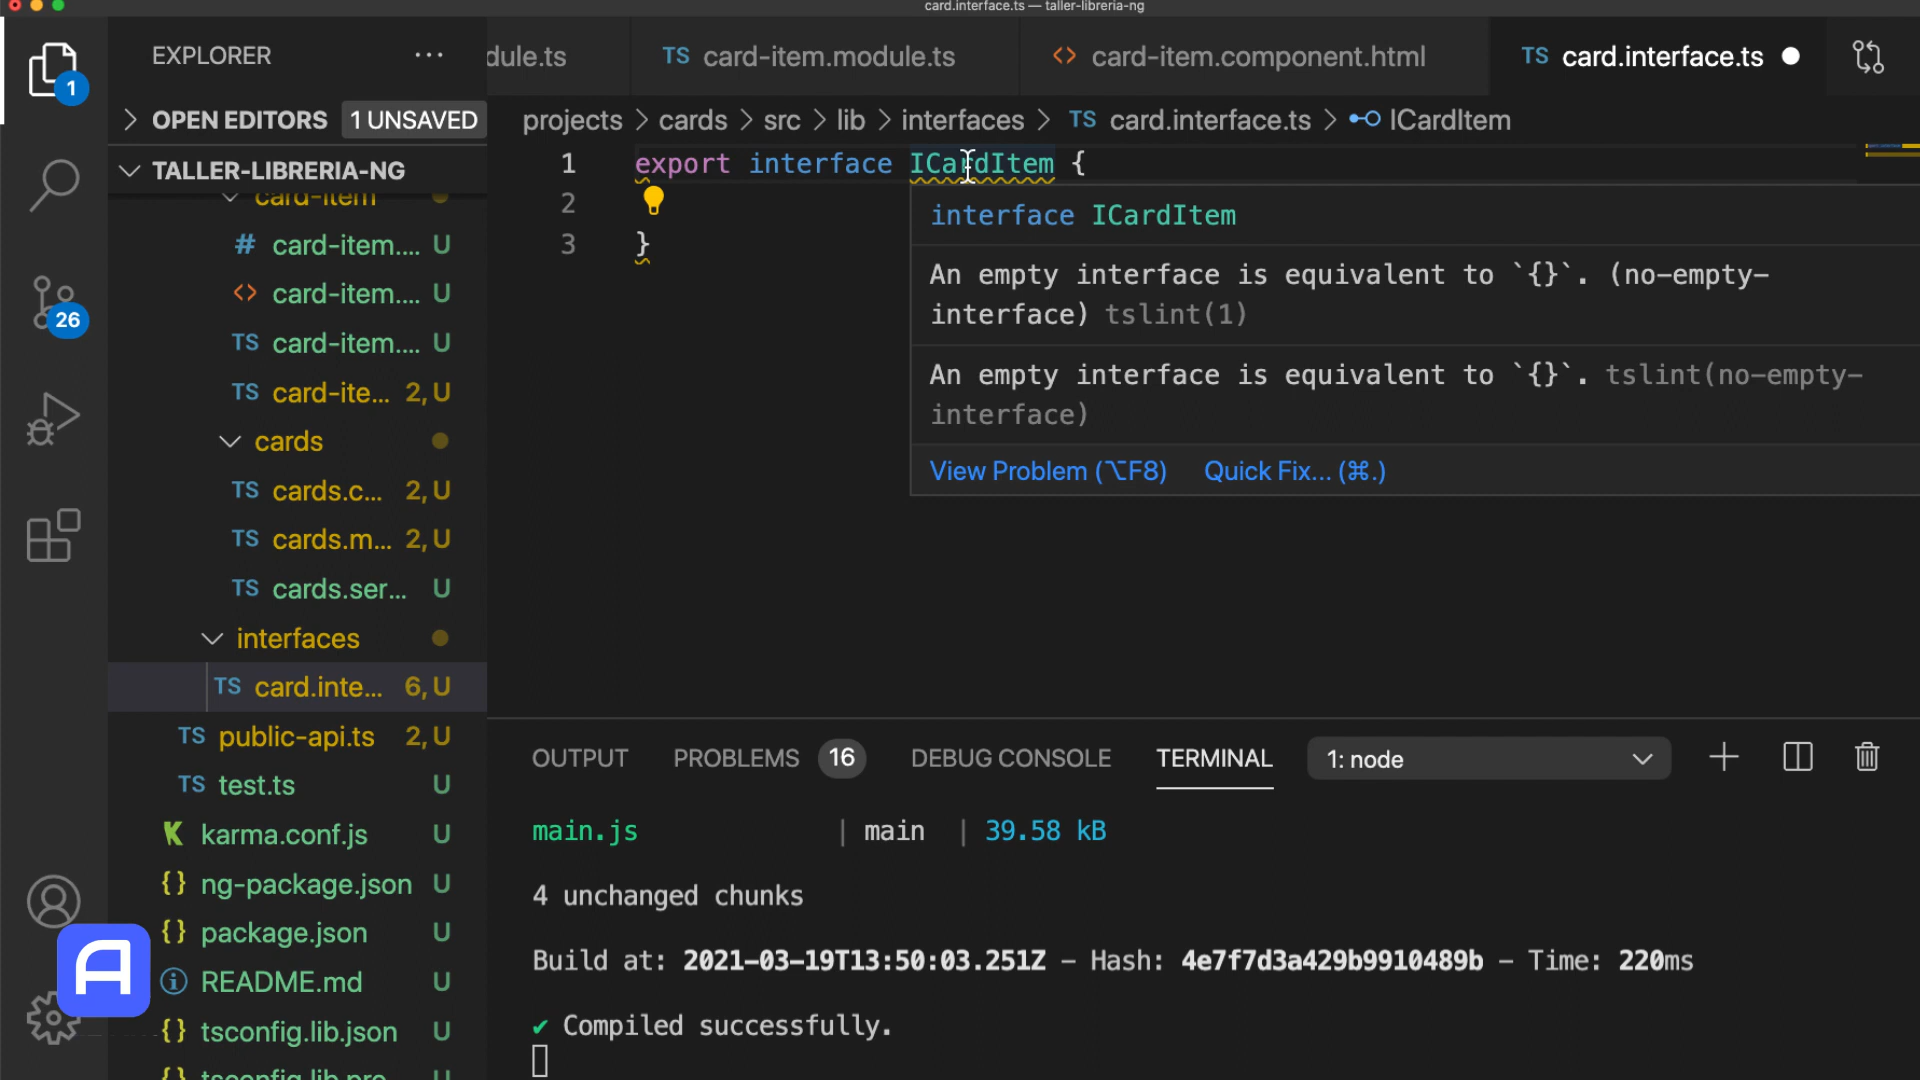 card.interface.ts — taller-libreria-ng
EXPLORER
dule.ts
TS card-item.module.ts
<> card-item.component.html
TS card.interface.ts
1
OPEN EDITORS 1 UNSAVED
projects > cards > src > lib > interfaces > TS card.interface.ts > ICardItem
TALLER-LIBRERIA-NG
card-item
# card-item.... U
<> card-item.... U
TS card-item.... U
TS card-ite... 2, U
cards
TS cards.c... 2, U
TS cards.m... 2, U
TS cards.ser... U
interfaces
TS card.inte... 6, U
TS public-api.ts 2, U
TS test.ts U
karma.conf.js U
{} ng-package.json U
{} package.json U
README.md U
{} tsconfig.lib.json U
{} tsconfig.lib.pro... U
26
1 export interface ICardItem {
2
3 }
interface ICardItem
An empty interface is equivalent to `{}`. (no-empty-
interface) tslint(1)
An empty interface is equivalent to `{}`. tslint(no-empty-
interface)
View Problem (⌥F8) Quick Fix... (⌘.)
OUTPUT PROBLEMS 16 DEBUG CONSOLE TERMINAL 1: node
main.js | main | 39.58 kB
4 unchanged chunks
Build at: 2021-03-19T13:50:03.251Z - Hash: 4e7f7d3a429b9910489b - Time: 220ms
✔ Compiled successfully.